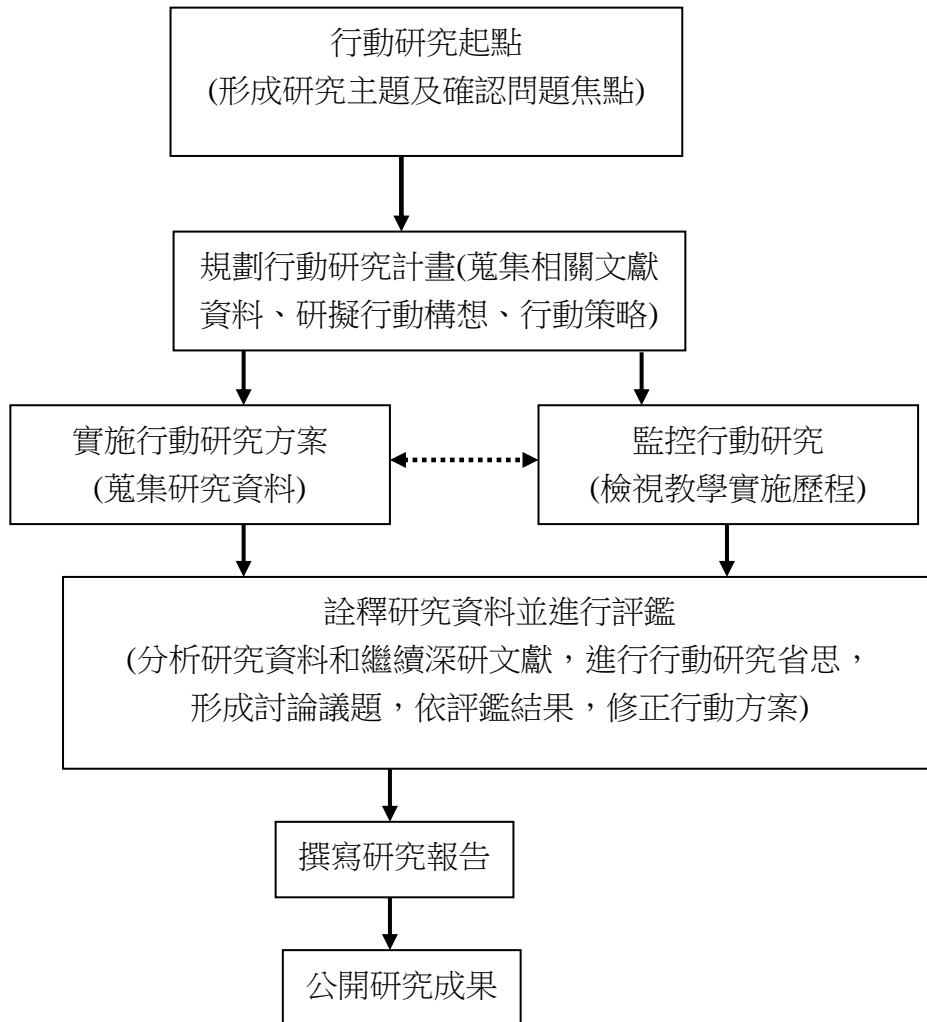 行動研究起點
(形成研究主題及確認問題焦點)
規劃行動研究計畫(蒐集相關文獻
資料、研擬行動構想、行動策略)
實施行動研究方案
(蒐集研究資料)
監控行動研究
(檢視教學實施歷程)
詮釋研究資料並進行評鑑
(分析研究資料和繼續深研文獻，進行行動研究省思，
形成討論議題，依評鑑結果，修正行動方案)
撰寫研究報告
公開研究成果